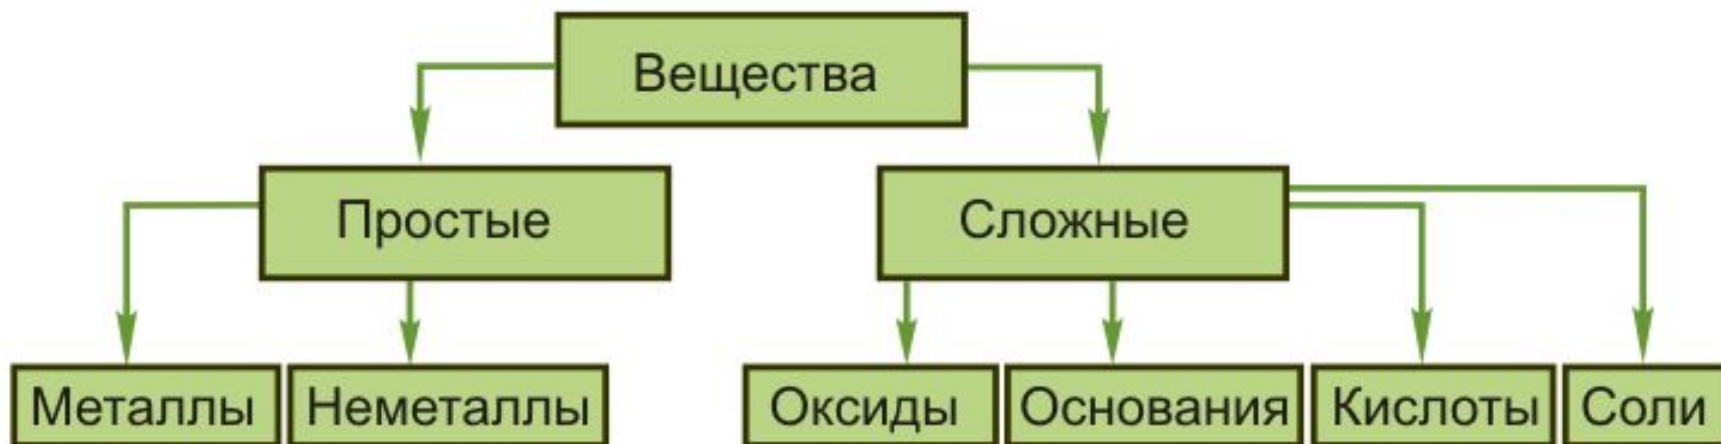 Вещества
Простые
Сложные
Металлы
Неметаллы
Оксиды
Основания
Кислоты
Соли